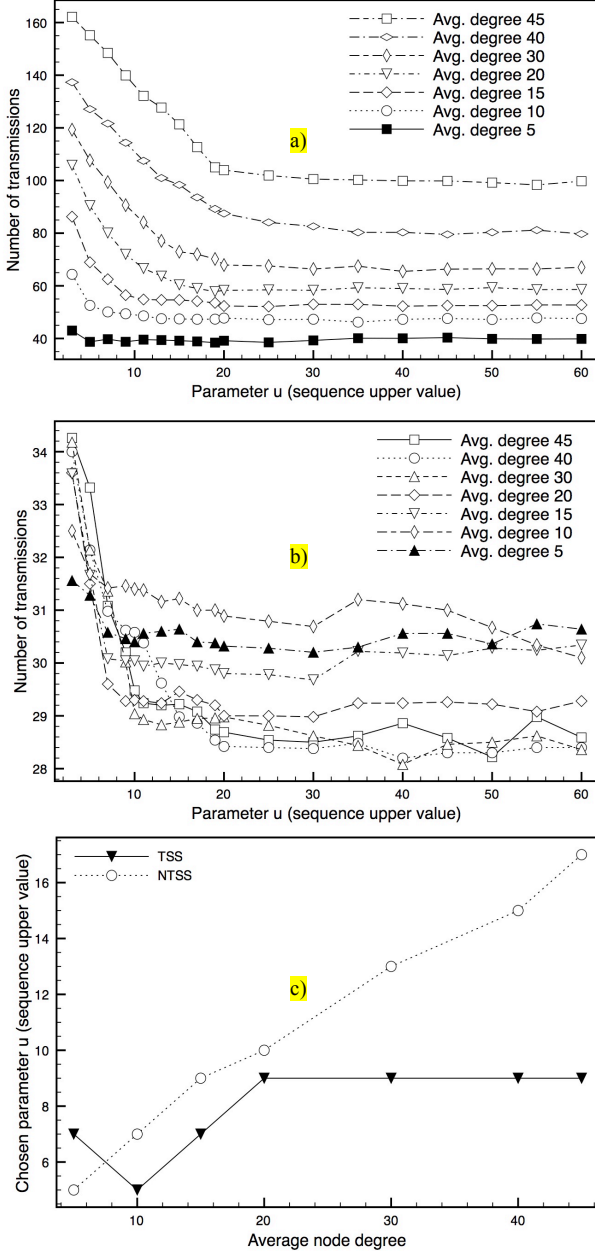 160
140
120
100
80
60
40
Number of transmissions
Avg. degree 45
Avg. degree 40
Avg. degree 30
Avg. degree 20
Avg. degree 15
Avg. degree 10
Avg. degree 5
a)
10 20 30 40 50 60
Parameter u (sequence upper value)
34
33
32
31
30
29
28
Number of transmissions
Avg. degree 45
Avg. degree 40
Avg. degree 30
Avg. degree 20
Avg. degree 15
Avg. degree 10
Avg. degree 5
b)
10 20 30 40 50 60
Parameter u (sequence upper value)
16
14
12
10
8
6
Chosen parameter u (sequence upper value)
TSS
NTSS
c)
10 20 30 40
Average node degree